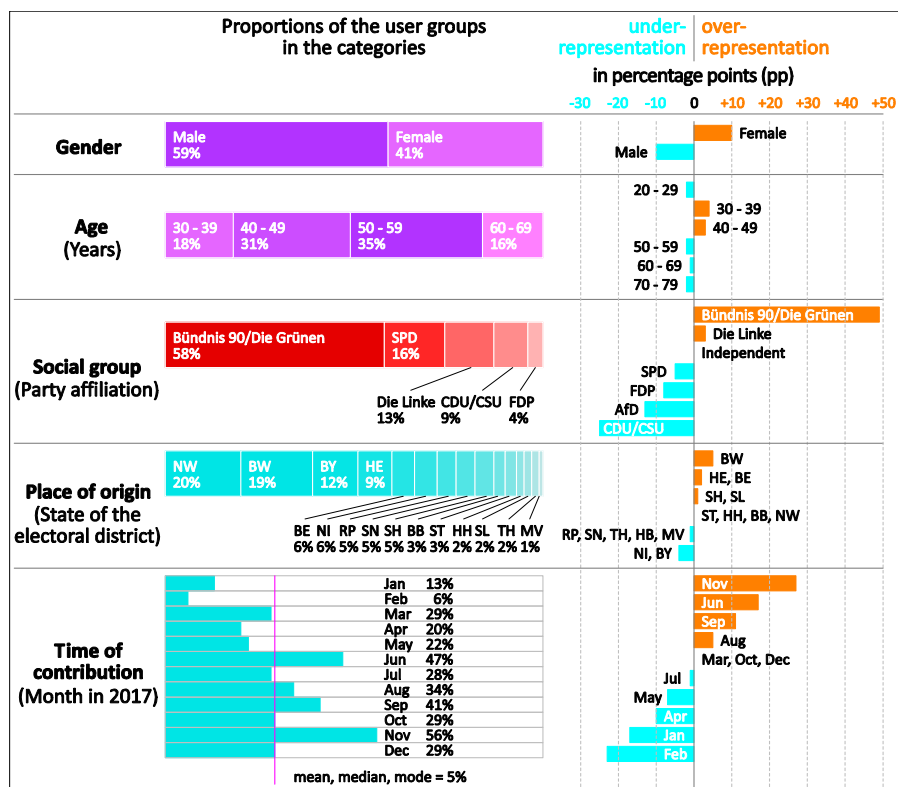 Proportions of the user groups
in the categories
under-
representation
over-
representation
in percentage points (pp)
-30 -20 -10 0 +10 +20 +30 +40 +50
Gender
Male
59%
Female
41%
Female
Male
Age
(Years)
30 - 39
18%
40 - 49
31%
50 - 59
35%
60 - 69
16%
20 - 29
30 - 39
40 - 49
50 - 59
60 - 69
70 - 79
Social group
(Party affiliation)
Bündnis 90/Die Grünen
58%
SPD
16%
Die Linke
13%
CDU/CSU
9%
FDP
4%
Bündnis 90/Die Grünen
Die Linke
Independent
SPD
FDP
AfD
CDU/CSU
Place of origin
(State of the
electoral district)
NW
20%
BW
19%
BY
12%
HE
9%
BE NI RP SN SH BB ST HH SL TH MV
6% 6% 5% 5% 5% 3% 3% 2% 2% 2% 1%
BW
HE, BE
SH, SL
ST, HH, BB, NW
RP, SN, TH, HB, MV
NI, BY
Time of
contribution
(Month in 2017)
Jan 13%
Feb 6%
Mar 29%
Apr 20%
May 22%
Jun 47%
Jul 28%
Aug 34%
Sep 41%
Oct 29%
Nov 56%
Dec 29%
mean, median, mode = 5%
Nov
Jun
Sep
Aug
Mar, Oct, Dec
Jul
May
Apr
Jan
Feb